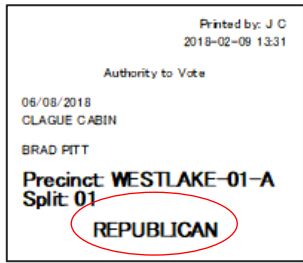 Printed by: J C
2018-02-09 13:31
Authority to Vote
06/08/2018
CLAGUE CABIN
BRAD PITT
Precinct: WESTLAKE-01-A
Split: 01
REPUBLICAN